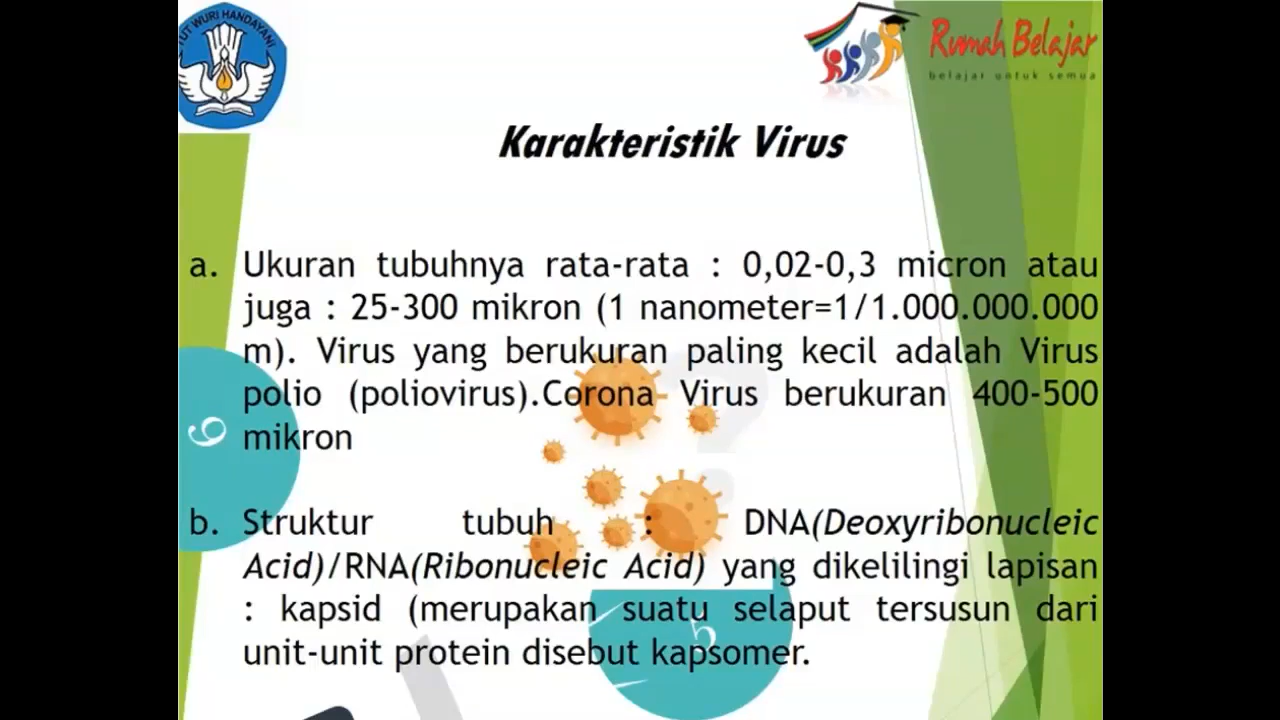 TUT WURI HANDAYANI
Rumah Belajar
belajar untuk semua
Karakteristik Virus
a. Ukuran tubuhnya rata-rata : 0,02-0,3 micron atau
juga : 25-300 mikron (1 nanometer=1/1.000.000.000
m). Virus yang berukuran paling kecil adalah Virus
polio (poliovirus).Corona Virus berukuran 400-500
mikron
6
b. Struktur tubuh : DNA(Deoxyribonucleic
Acid)/RNA(Ribonucleic Acid) yang dikelilingi lapisan
: kapsid (merupakan suatu selaput tersusun dari
unit-unit protein disebut kapsomer.
5